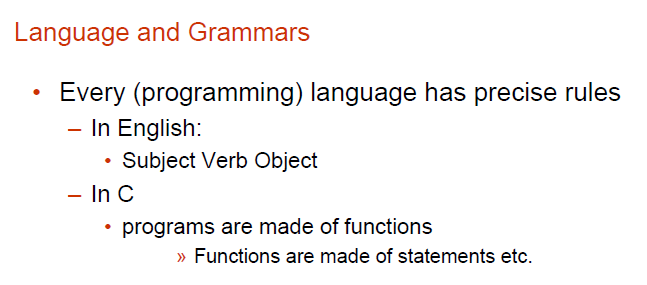 Language and Grammars
• Every (programming) language has precise rules
– In English:
• Subject Verb Object
– In C
• programs are made of functions
» Functions are made of statements etc.